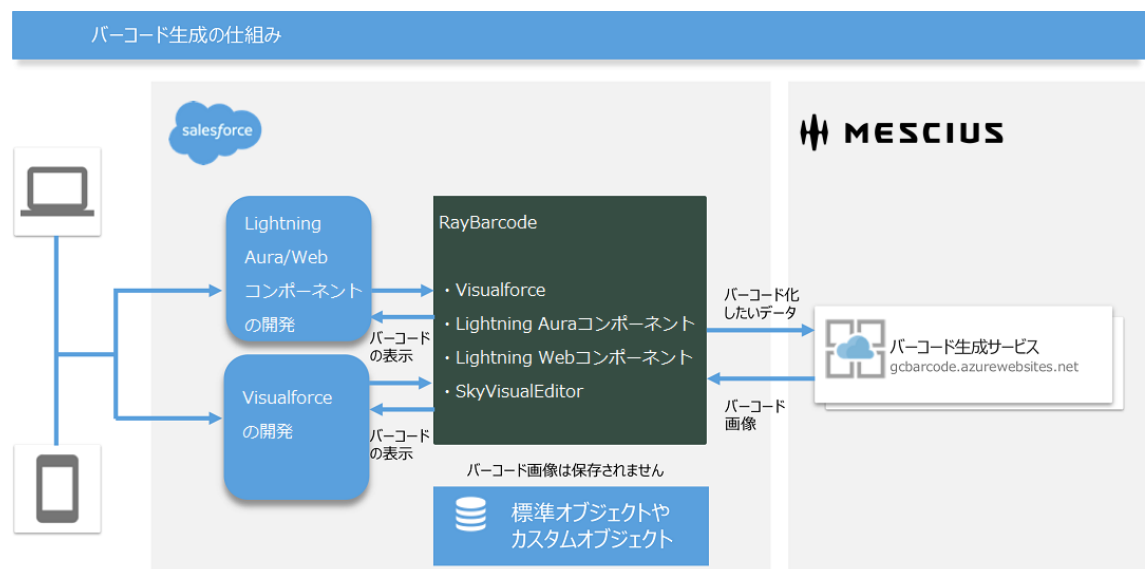 バーコード生成の仕組み
salesforce
MESCIUS
Lightning
Aura/Web
コンポーネント
の開発
Visualforce
の開発
バーコード
の表示
バーコード
の表示
RayBarcode
・Visualforce
・Lightning Auraコンポーネント
・Lightning Webコンポーネント
・SkyVisualEditor
バーコード化
したいデータ
バーコード
画像
バーコード生成サービス
gcbarcode.azurewebsites.net
バーコード画像は保存されません
標準オブジェクトや
カスタムオブジェクト